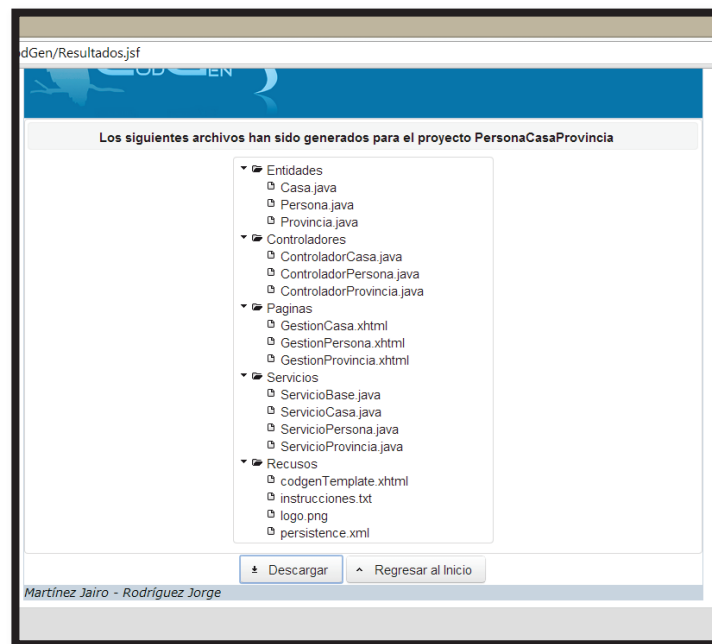 dGen/Resultados.jsf
CODGEN
Los siguientes archivos han sido generados para el proyecto PersonaCasaProvincia
Entidades
Casa.java
Persona.java
Provincia.java
Controladores
ControladorCasa.java
ControladorPersona.java
ControladorProvincia.java
Paginas
GestionCasa.xhtml
GestionPersona.xhtml
GestionProvincia.xhtml
Servicios
ServicioBase.java
ServicioCasa.java
ServicioPersona.java
ServicioProvincia.java
Recusos
codgenTemplate.xhtml
instrucciones.txt
logo.png
persistence.xml
Descargar Regresar al Inicio
Martínez Jairo - Rodríguez Jorge